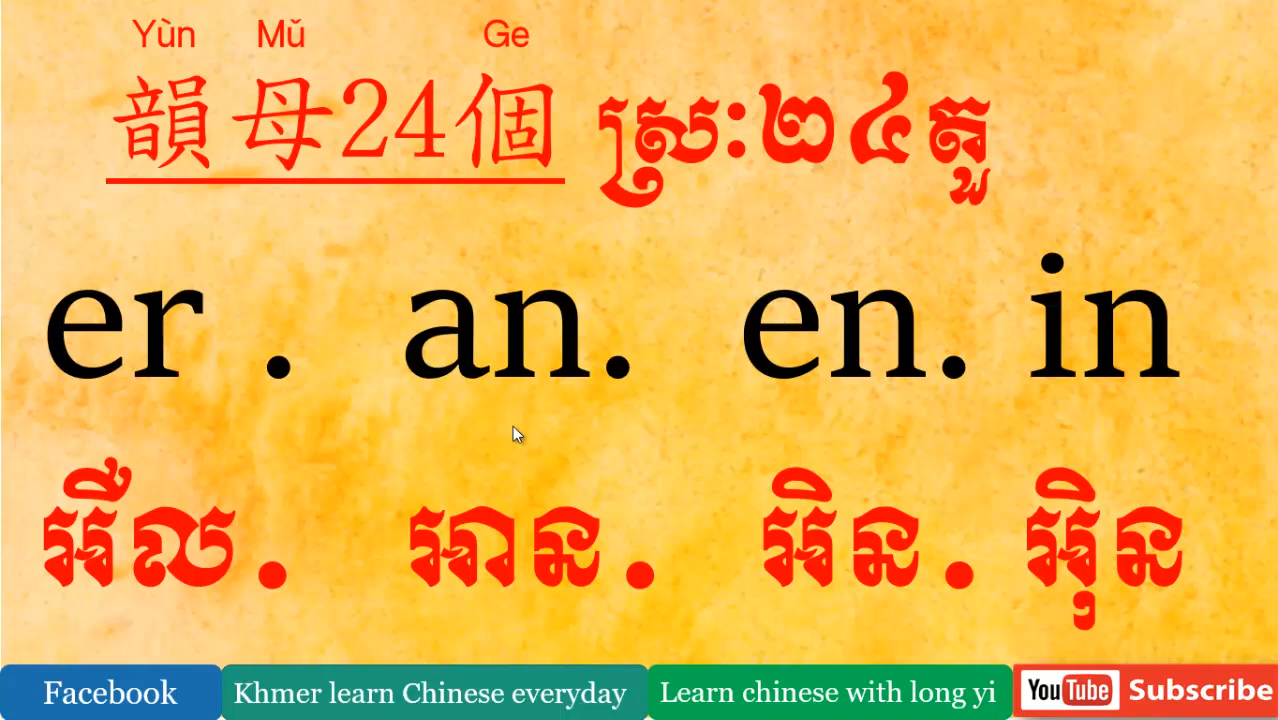 Yùn Mǔ Ge
韻母24個 ស្រៈ២៤តួ
er . an. en. in
អឺល. អាន. អិន. អ៊ិន
Facebook Khmer learn Chinese everyday Learn chinese with long yi YouTube Subscribe